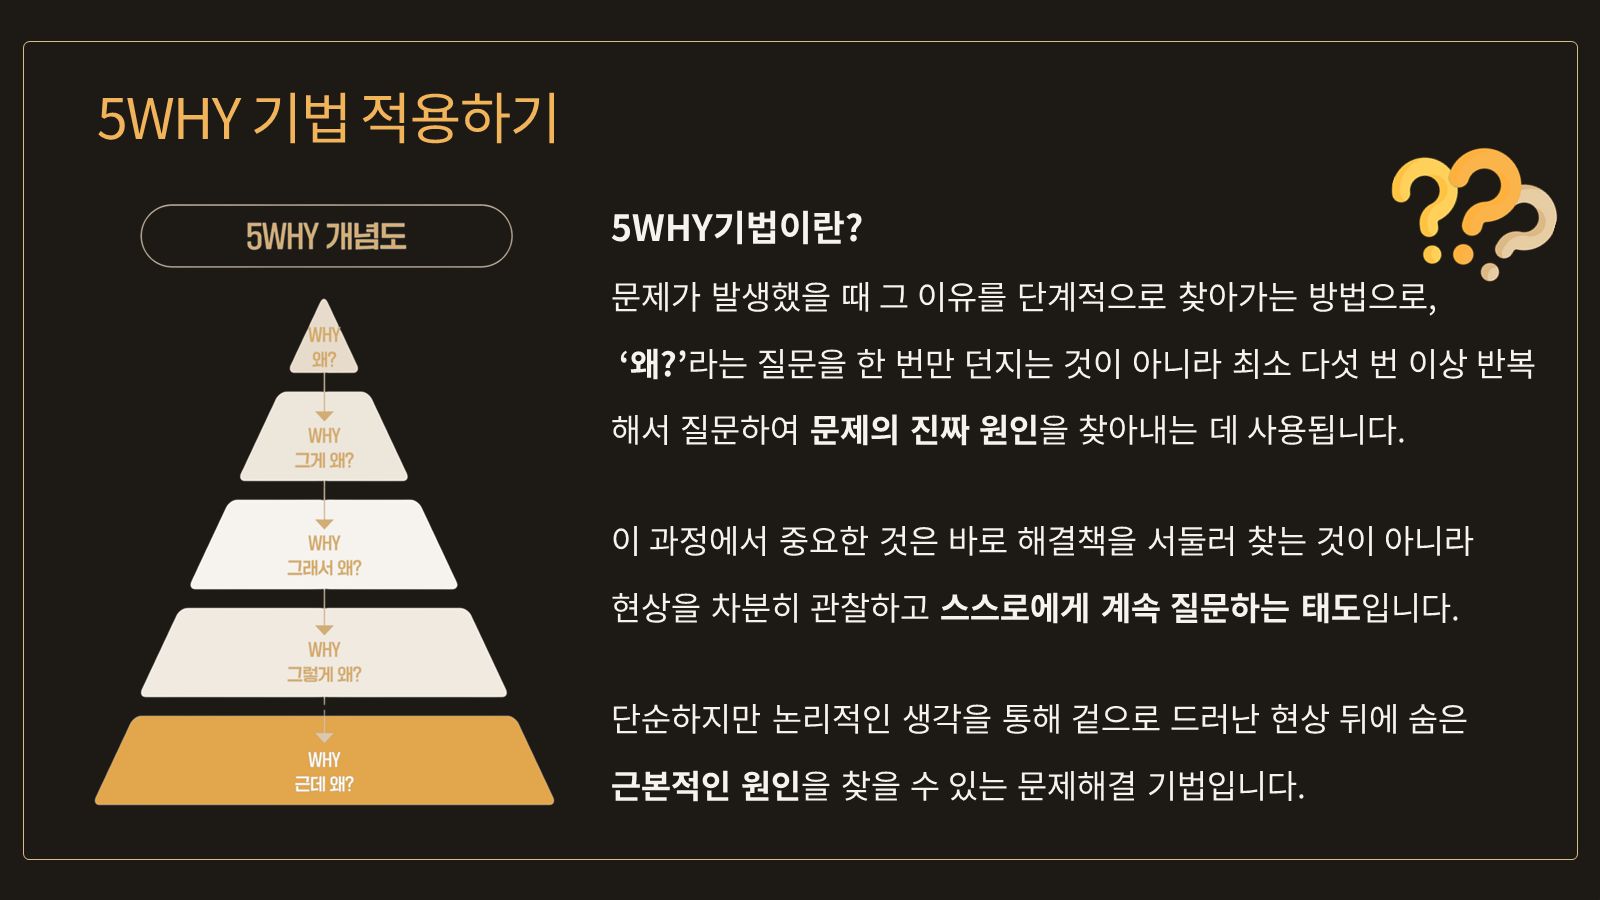 5WHY 기법 적용하기
5WHY 개념도
WHY
왜?
WHY
그게 왜?
WHY
그래서 왜?
WHY
그렇게 왜?
WHY
근데 왜?
5WHY기법이란?
문제가 발생했을 때 그 이유를 단계적으로 찾아가는 방법으로,
‘왜?’라는 질문을 한 번만 던지는 것이 아니라 최소 다섯 번 이상 반복
해서 질문하여 문제의 진짜 원인을 찾아내는 데 사용됩니다.
이 과정에서 중요한 것은 바로 해결책을 서둘러 찾는 것이 아니라
현상을 차분히 관찰하고 스스로에게 계속 질문하는 태도입니다.
단순하지만 논리적인 생각을 통해 겉으로 드러난 현상 뒤에 숨은
근본적인 원인을 찾을 수 있는 문제해결 기법입니다.